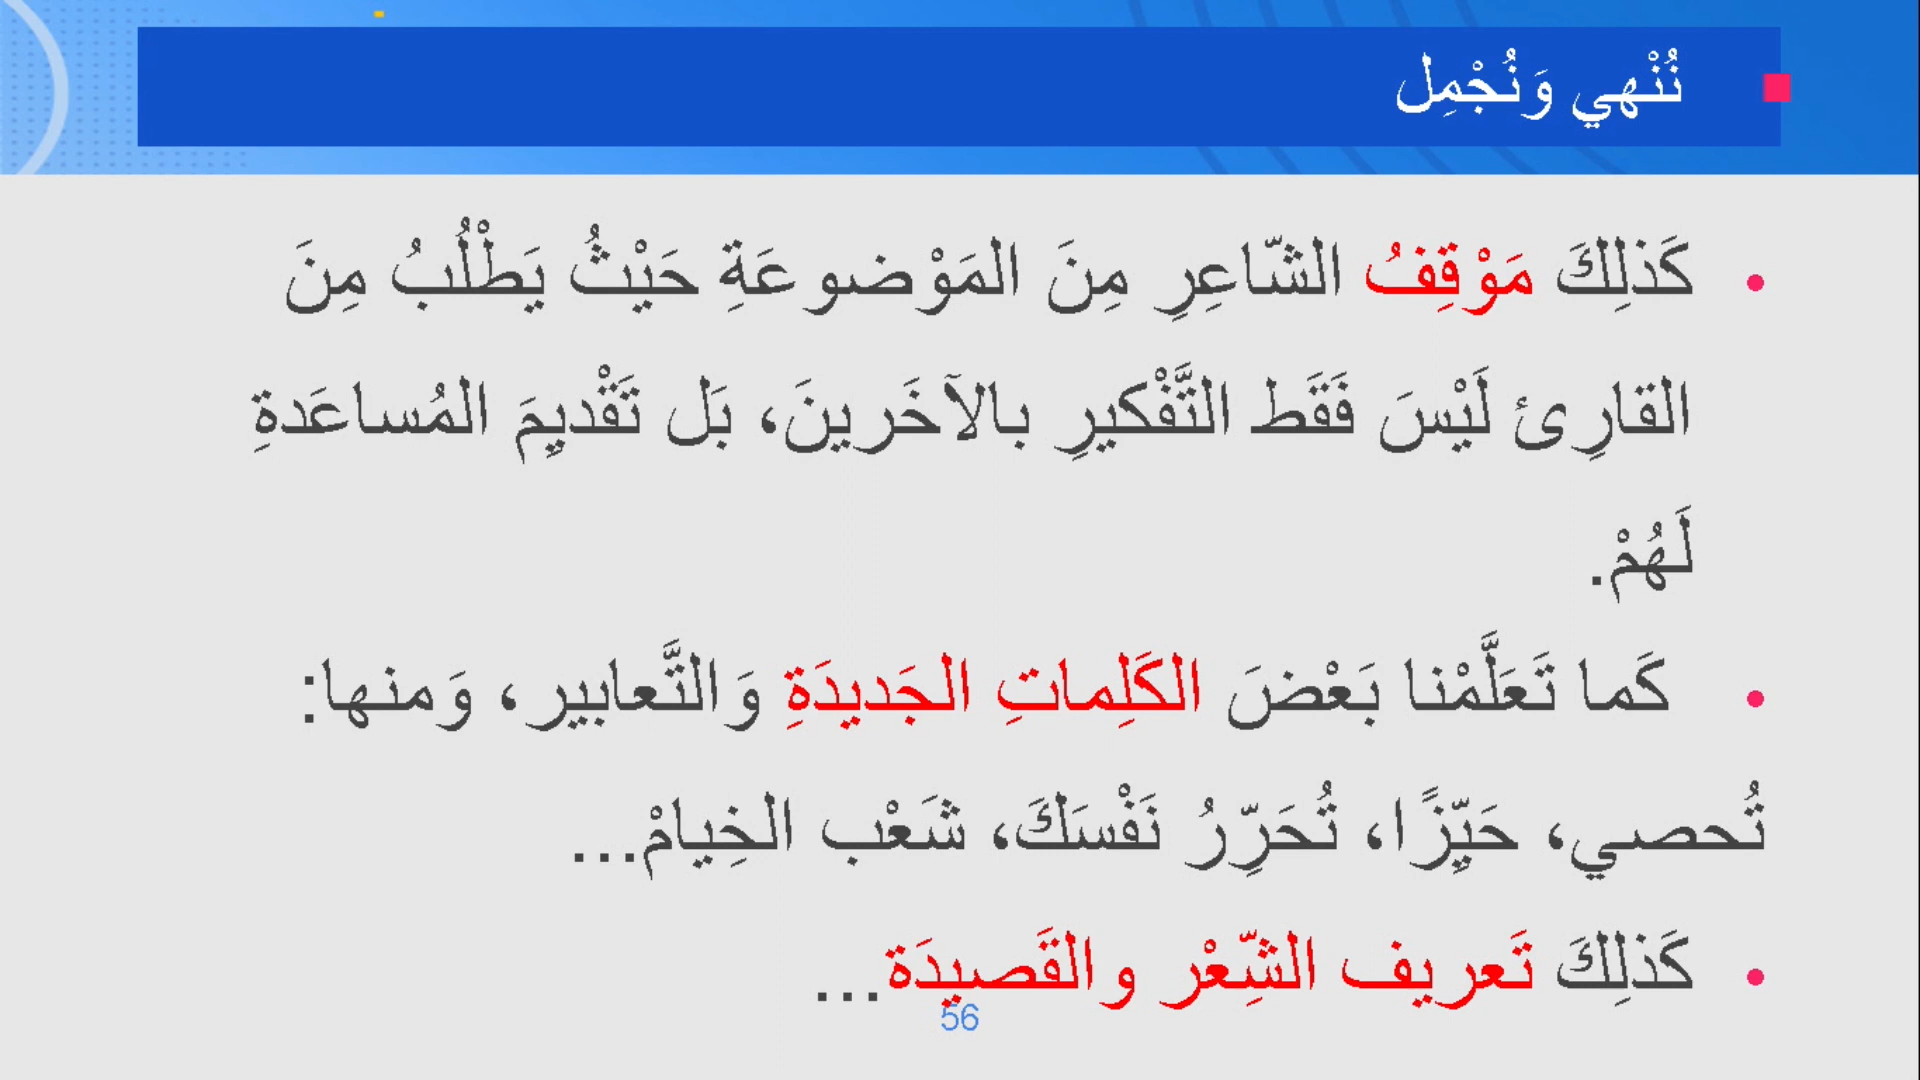 نُنْهي وَنُجْمِل
كَذلِكَ مَوْقِفُ الشّاعِرِ مِنَ المَوْضوعَةِ حَيْثُ يَطْلُبُ مِنَ
القارِئ لَيْسَ فَقَط التَّفْكيرِ بالآخَرينَ، بَل تَقْديِمَ المُساعَدةِ
لَهُمْ.
كَما تَعَلَّمْنا بَعْضَ الكَلِماتِ الجَديدَةِ وَالتَّعابير، وَمنها:
تُحصي، حَيِّزًا، تُحَرِّرُ نَفْسَكَ، شَعْب الخِيامْ...
كَذلِكَ تَعريف الشِّعْر والقَصيدَة...
56